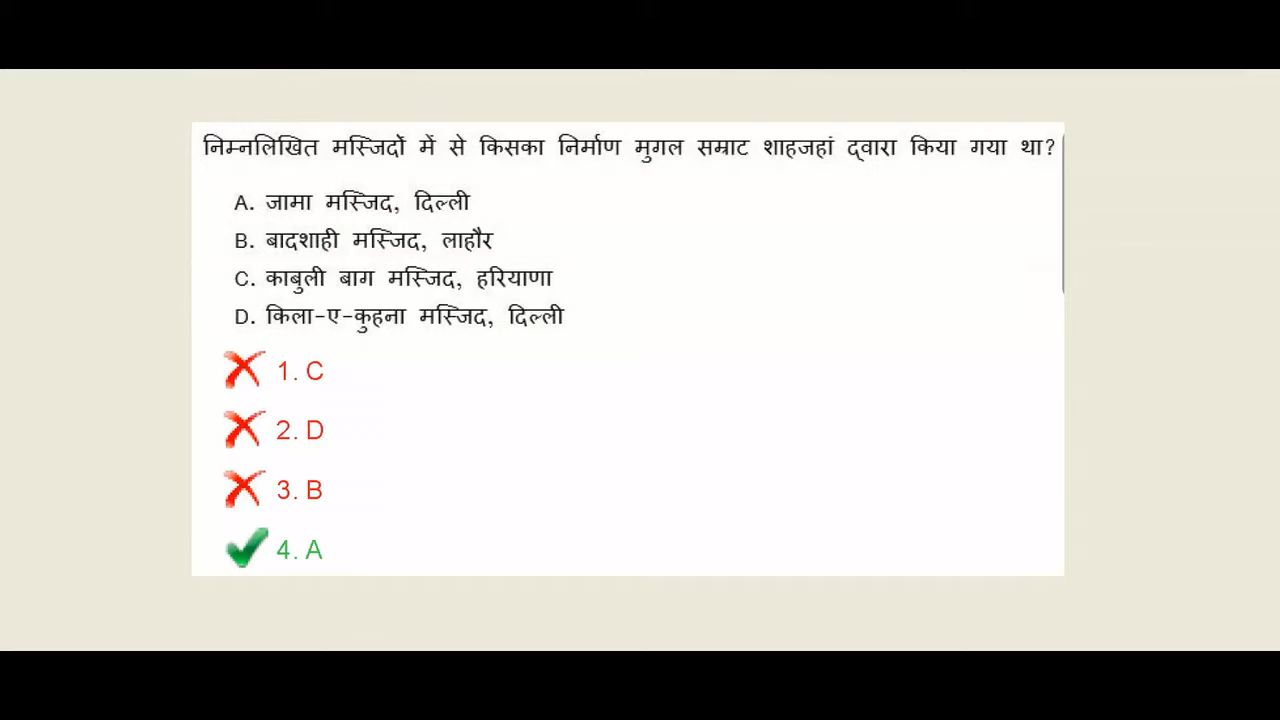 निम्नलिखित मस्जिदों में से किसका निर्माण मुगल सम्राट शाहजहां द्वारा किया गया था?
A. जामा मस्जिद, दिल्ली
B. बादशाही मस्जिद, लाहौर
C. काबुली बाग मस्जिद, हरियाणा
D. किला-ए-कुहना मस्जिद, दिल्ली
1. C
2. D
3. B
4. A